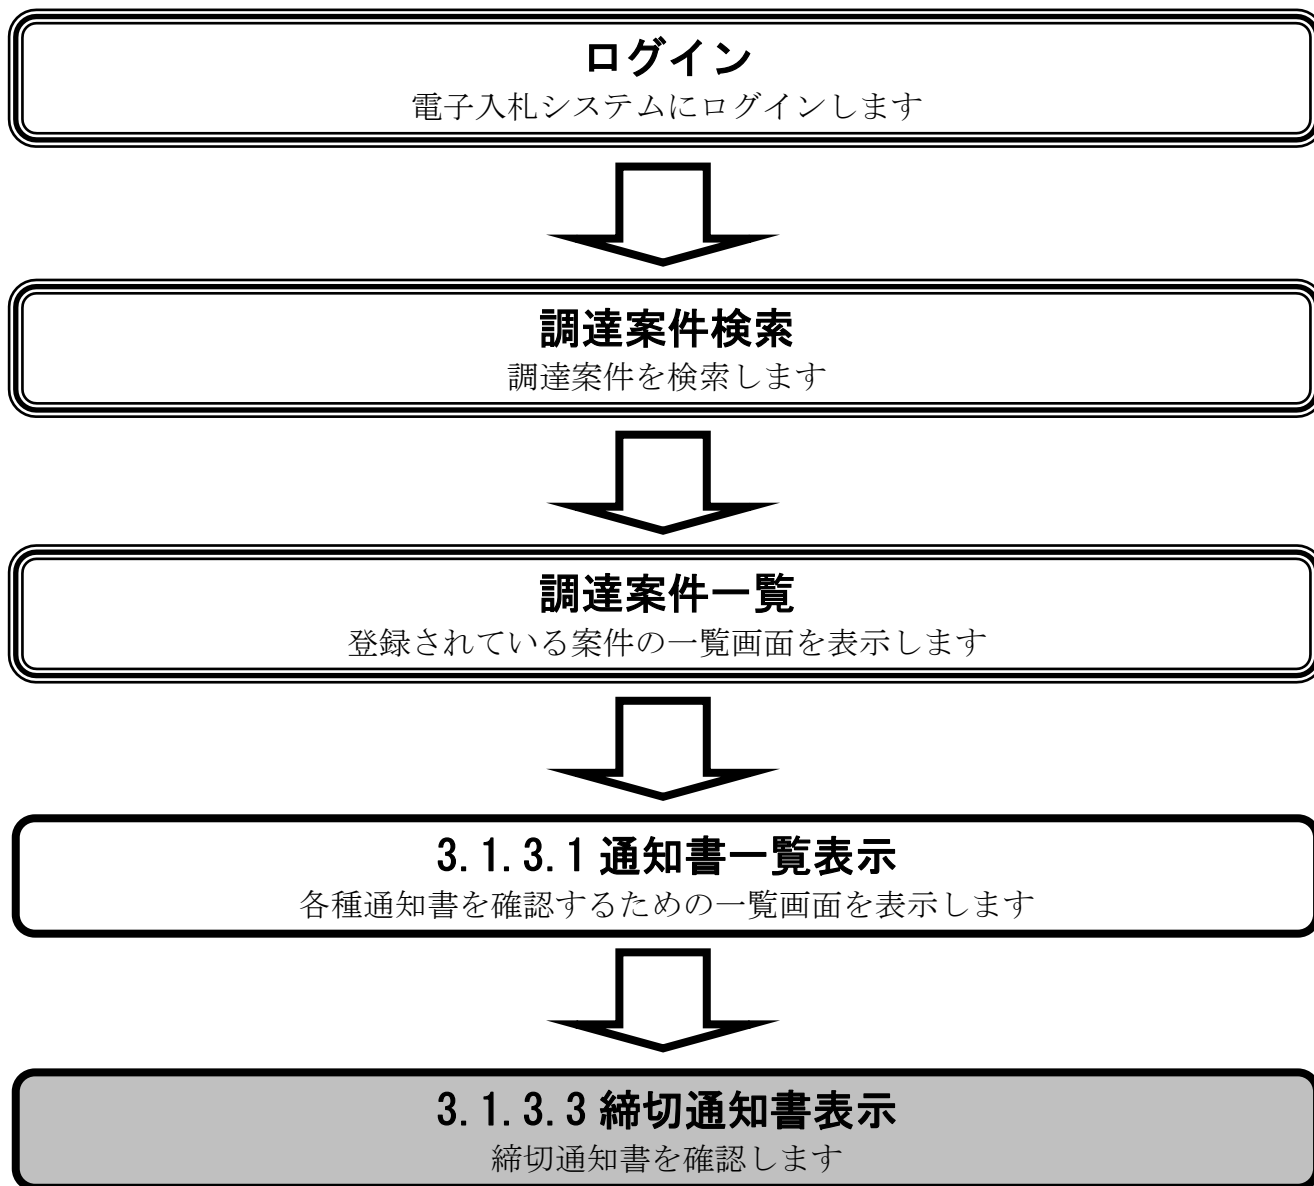 ログイン
電子入札システムにログインします
調達案件検索
調達案件を検索します
調達案件一覧
登録されている案件の一覧画面を表示します
3.1.3.1 通知書一覧表示
各種通知書を確認するための一覧画面を表示します
3.1.3.3 締切通知書表示
締切通知書を確認します